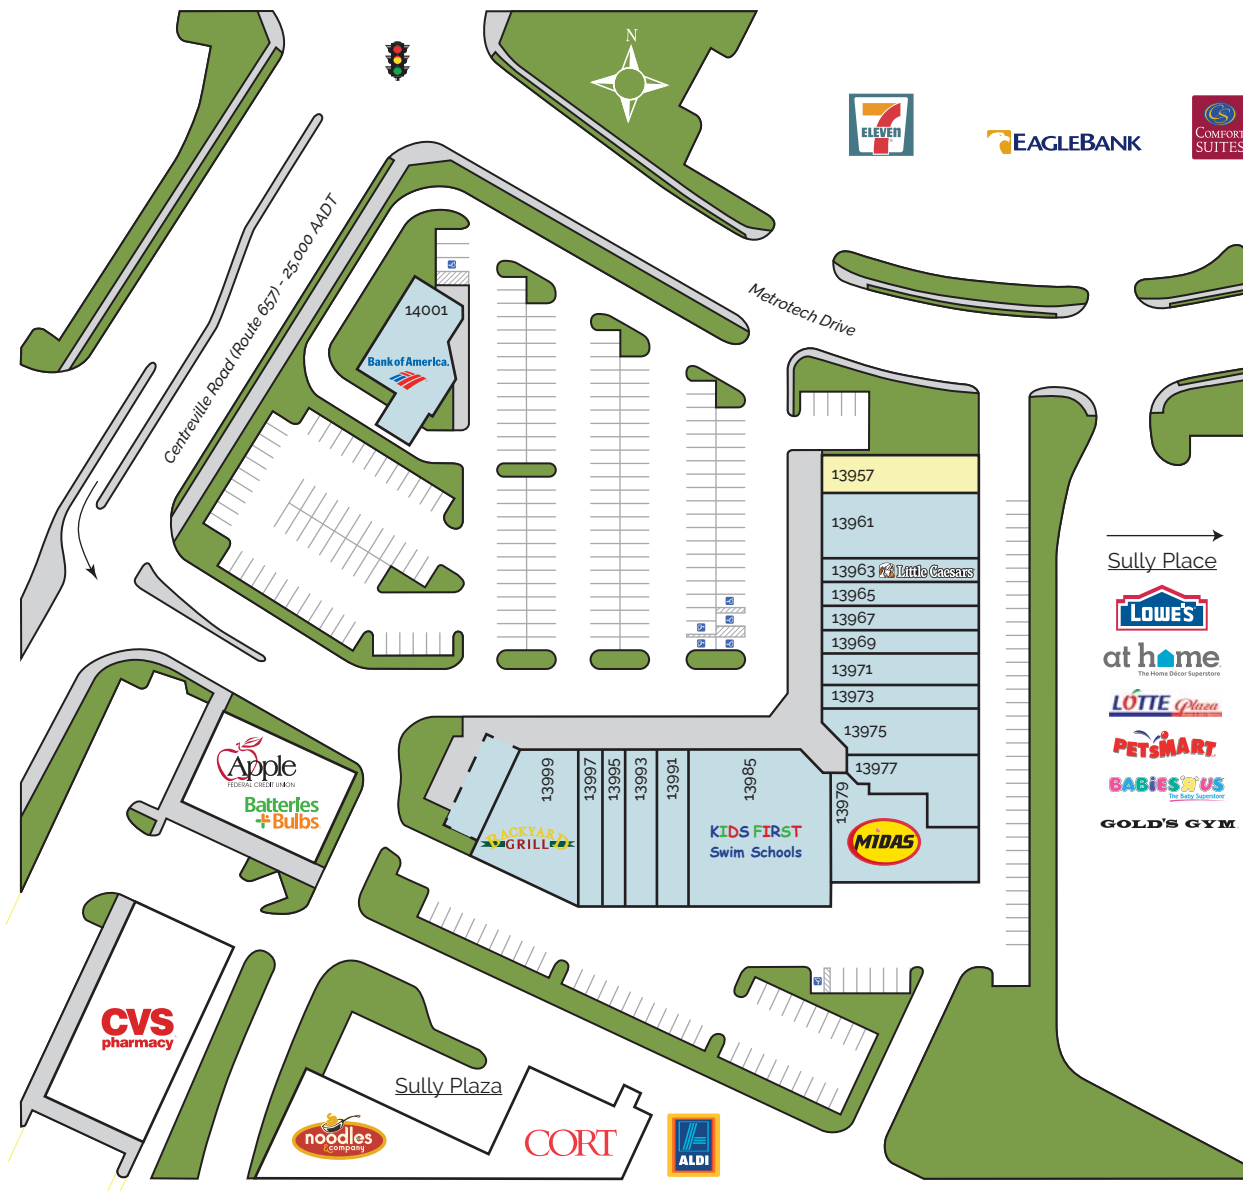 N
7
ELEVEN
EAGLEBANK
CS
COMFORT
SUITES
Centreville Road (Route 657) - 25,000 AADT
Metrotech Drive
14001
Bank of America.
13957
13961
13963 Little Caesars
13965
13967
13969
13971
13973
13975
13977
13979
MIDAS
13985
KIDS FIRST
Swim Schools
13991
13993
13995
13997
13999
BACKYARD
GRILL
Sully Place
LOWE'S
at home.
The Home Décor Superstore
LOTTE Plaza
PETSMART
BABIES R US
The Baby Superstore
GOLD'S GYM
Apple
FEDERAL CREDIT UNION
Batteries
+Bulbs
CVS
pharmacy
Sully Plaza
noodles
&company
CORT
ALDI